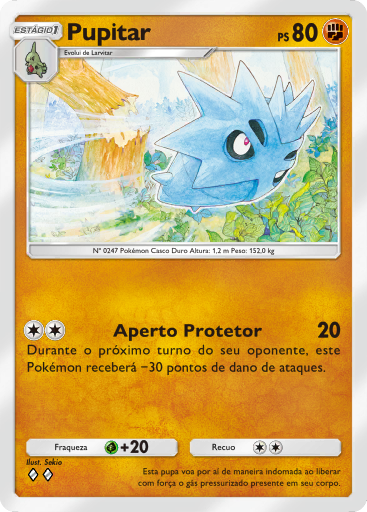 ESTÁGIO 1
Pupitar
PS 80
Evolui de Larvitar
N° 0247 Pokémon Casco Duro Altura: 1,2 m Peso: 152,0 kg
Aperto Protetor 20
Durante o próximo turno do seu oponente, este
Pokémon receberá −30 pontos de dano de ataques.
Fraqueza +20
Recuo
Ilust. Sekio
Esta pupa voa por aí de maneira indomada ao liberar
com força o gás pressurizado presente em seu corpo.